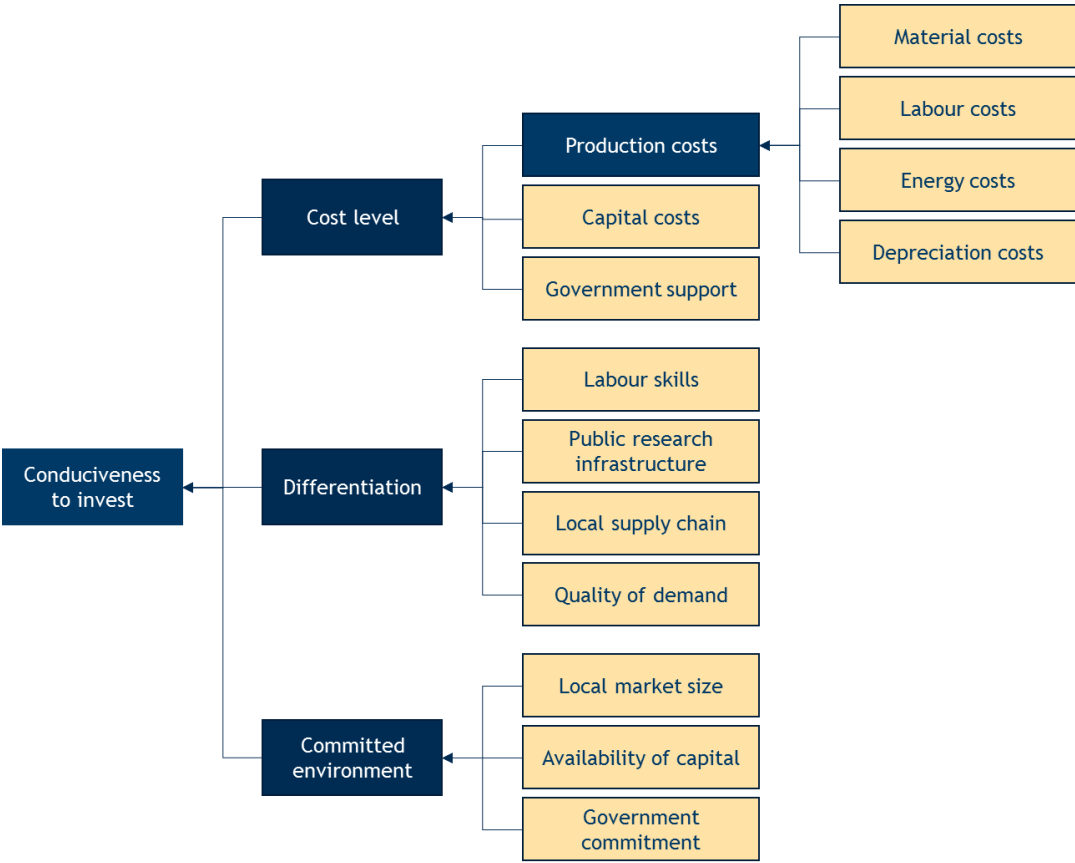 Material costs
Labour costs
Production costs
Energy costs
Cost level
Capital costs
Depreciation costs
Government support
Labour skills
Public research
infrastructure
Conduciveness
to invest
Differentiation
Local supply chain
Quality of demand
Local market size
Committed
environment
Availability of capital
Government
commitment